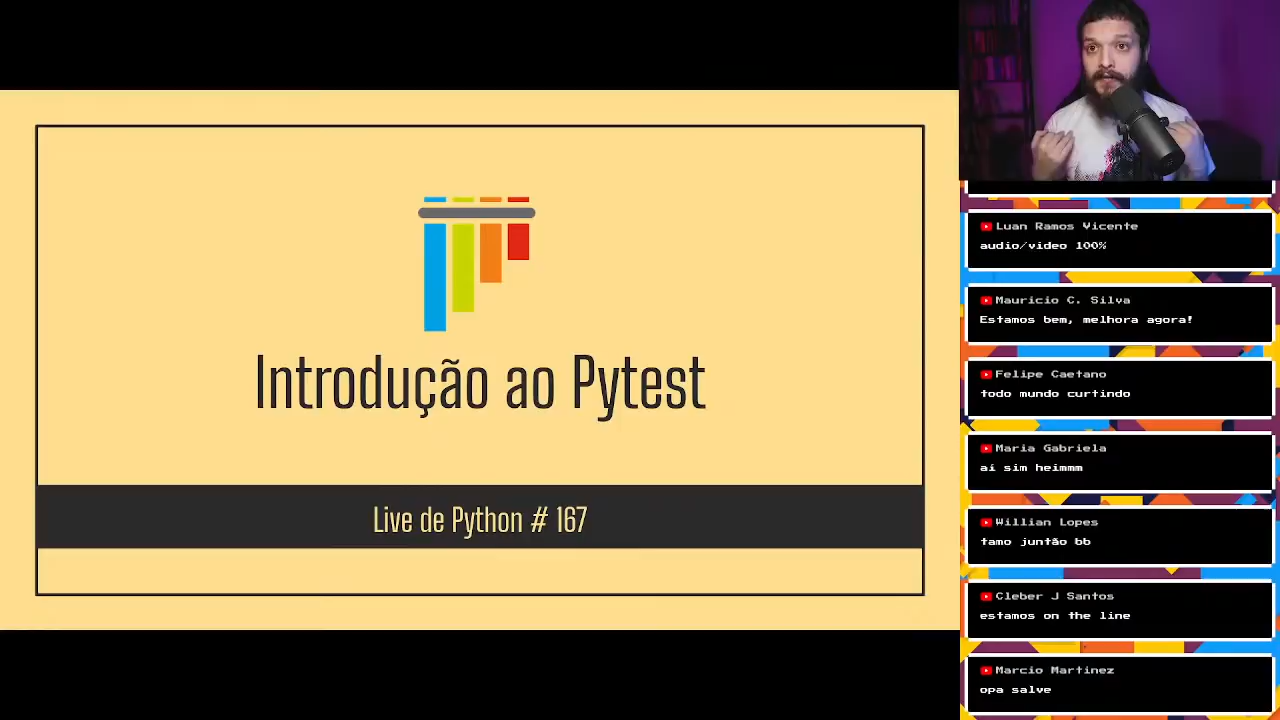 Introdução ao Pytest
Live de Python # 167
Luan Ramos Vicente
audio/video 100%
Maurício C. Silva
Estamos bem, melhora agora!
Felipe Caetano
todo mundo curtindo
Maria Gabriela
aí sim heimmm
Willian Lopes
tamo juntão bb
Cleber J Santos
estamos on the line
Marcio Martinez
opa salve